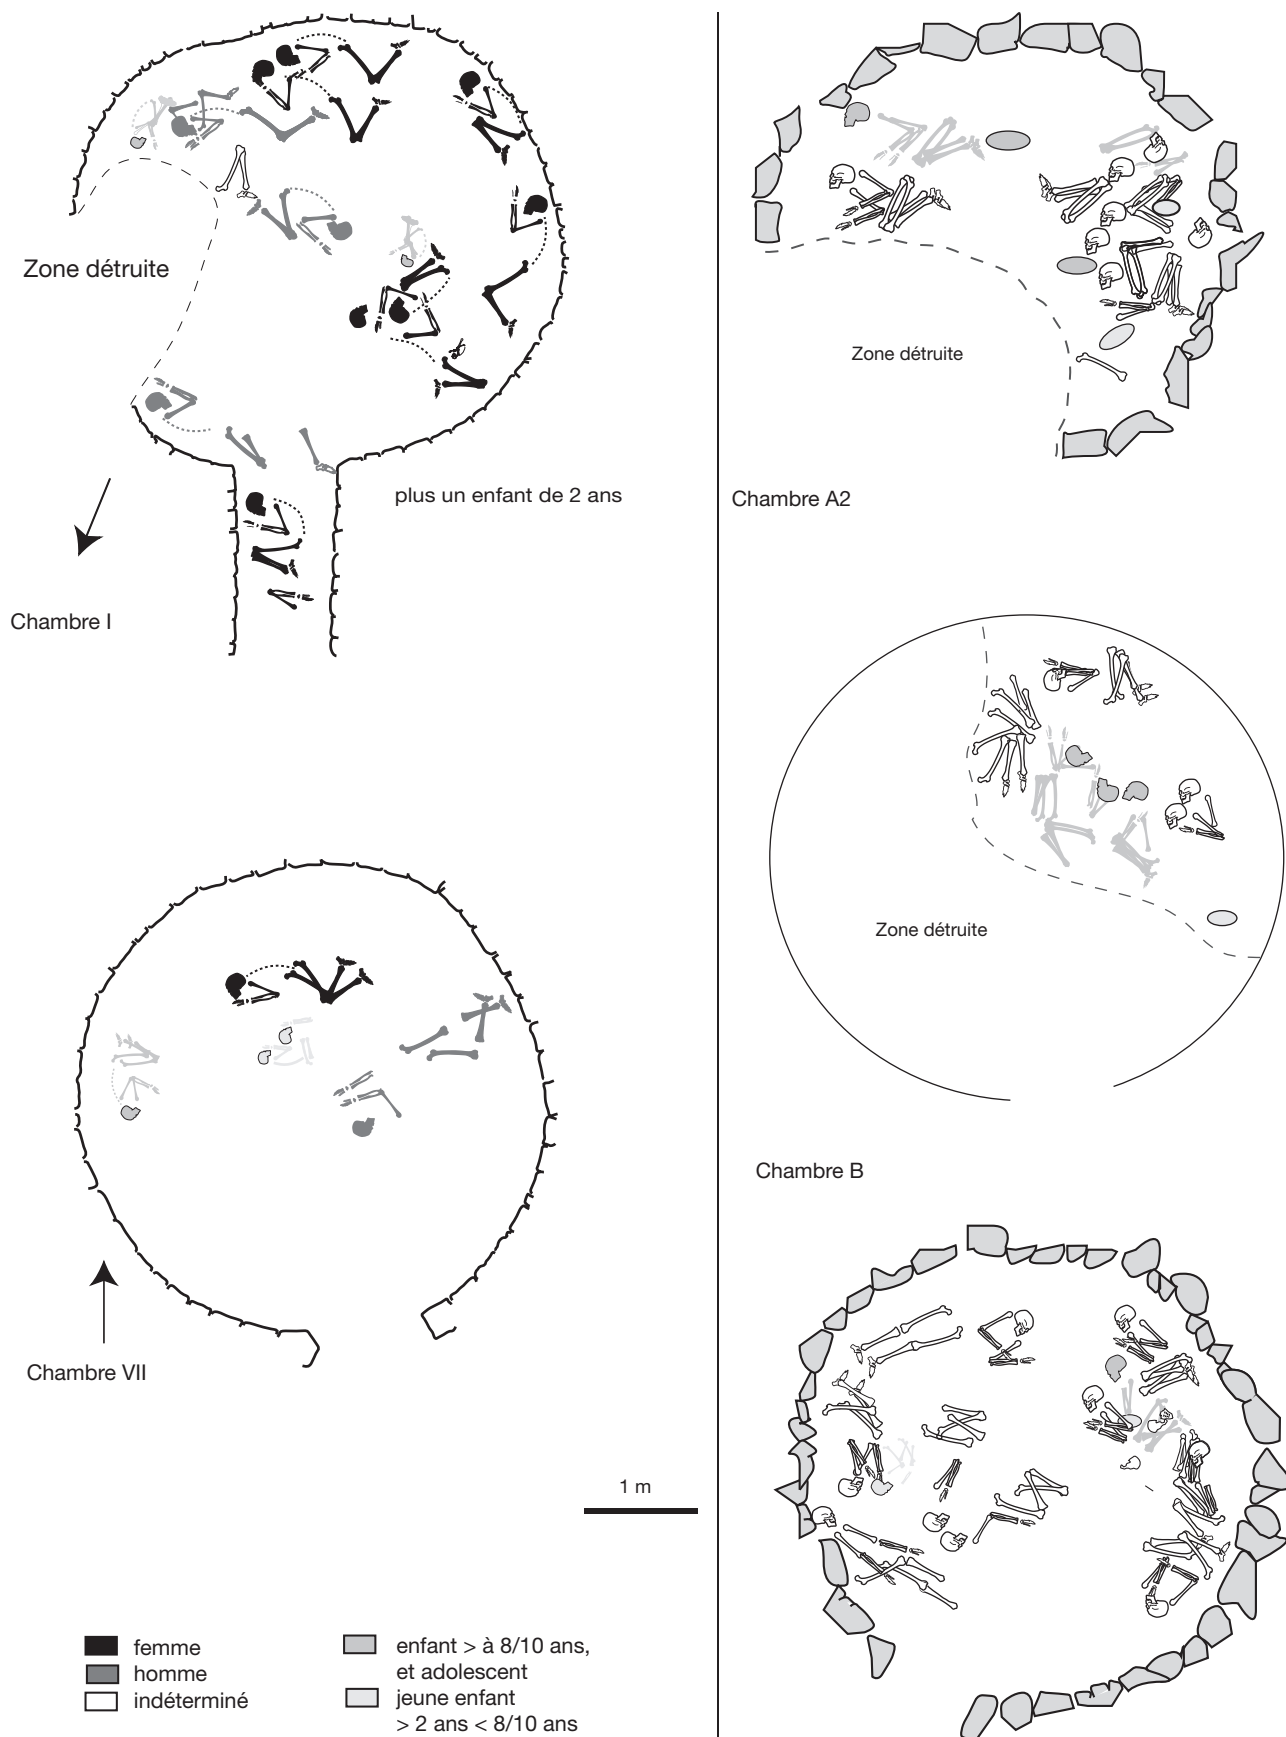 Zone détruite
plus un enfant de 2 ans
Chambre I
Chambre VII
1 m
femme
homme
indéterminé
enfant > à 8/10 ans,
et adolescent
jeune enfant
> 2 ans < 8/10 ans
Zone détruite
Chambre A2
Zone détruite
Chambre B